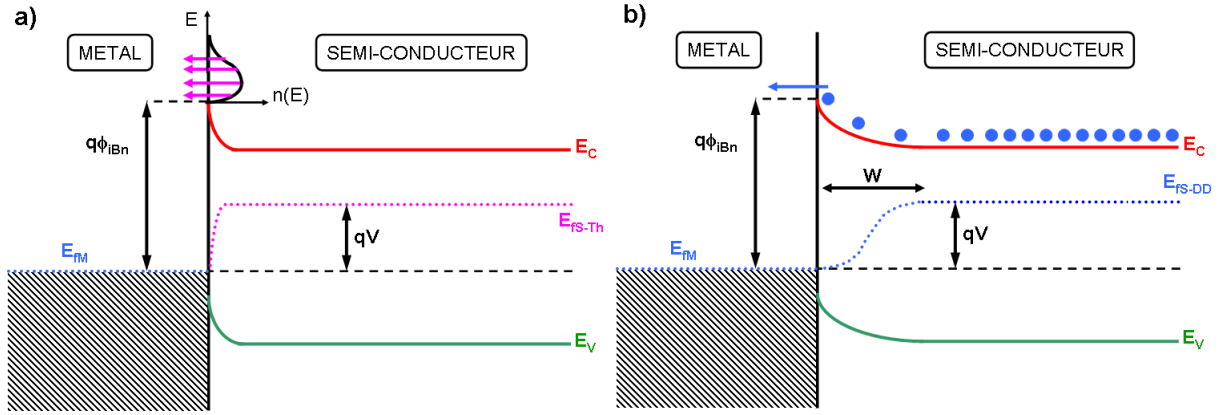 a)
E
METAL
SEMI-CONDUCTEUR
n(E)
qϕiBn
EC
EfS-Th
qV
EfM
EV
b)
METAL
SEMI-CONDUCTEUR
qϕiBn
EC
W
EfS-DD
qV
EfM
EV